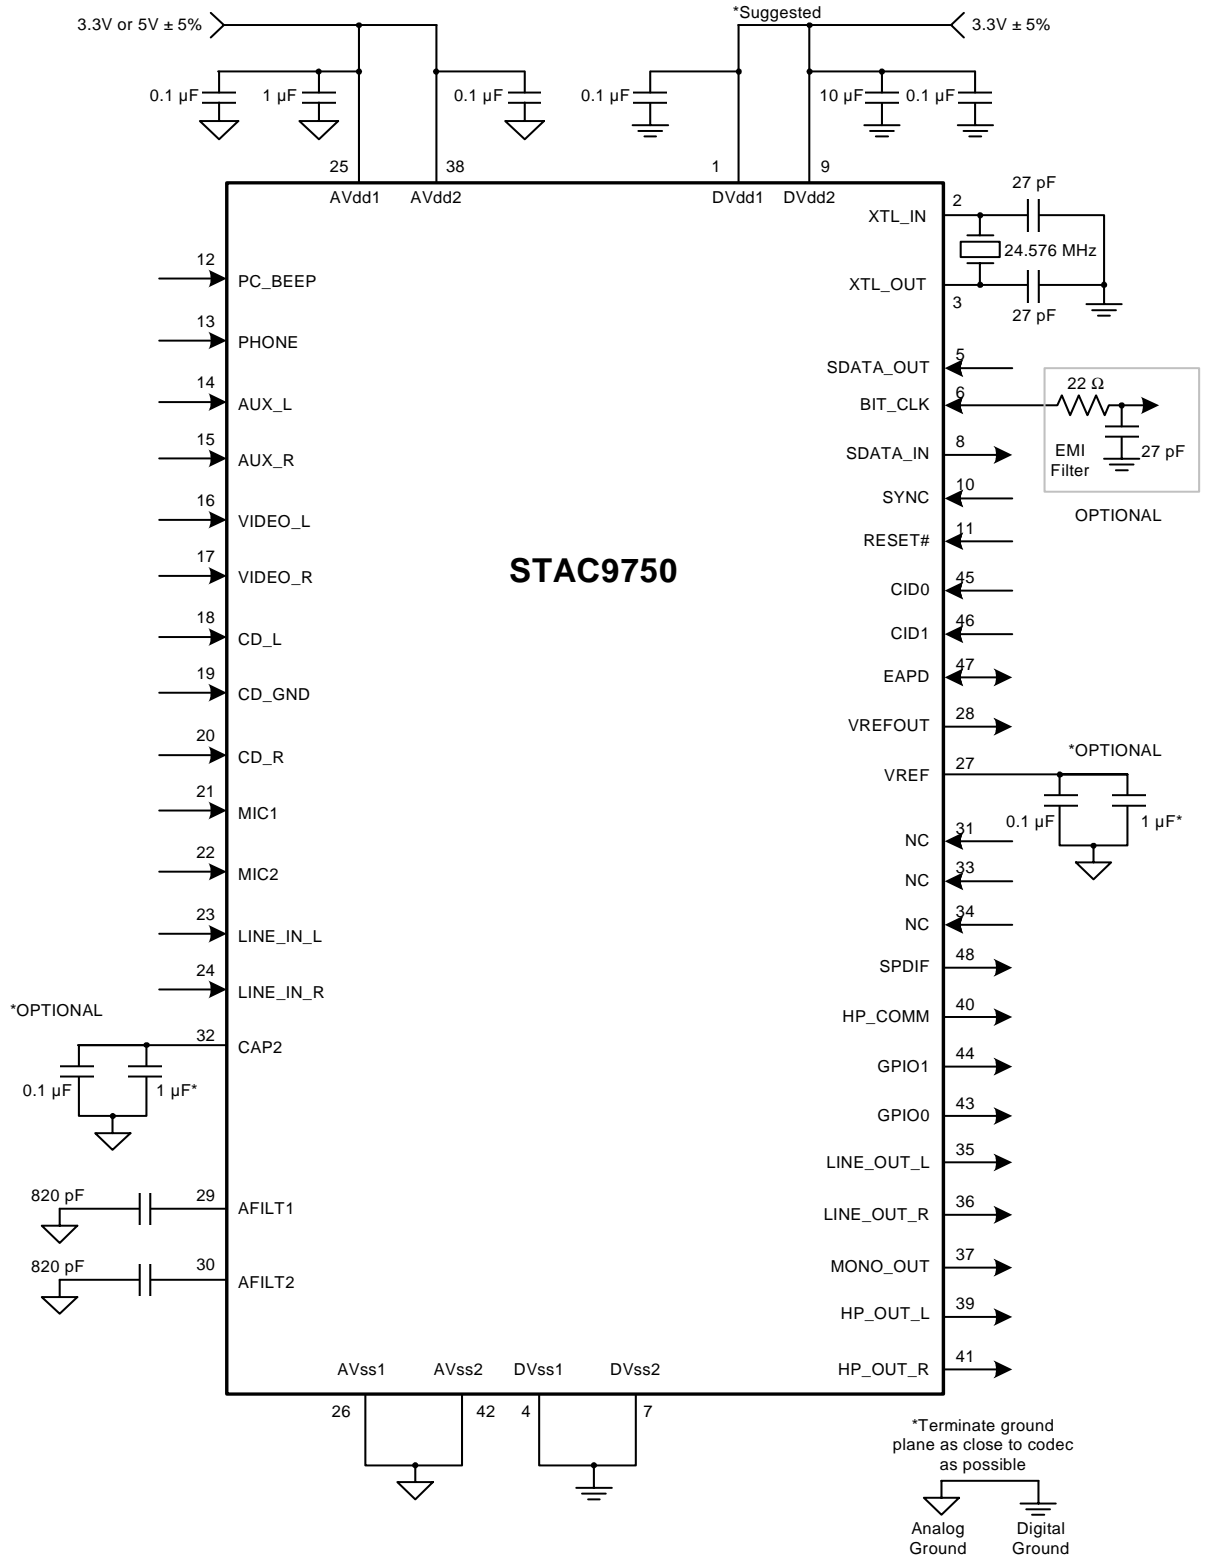 *Suggested
3.3V or 5V ± 5%
3.3V ± 5%
0.1 µF
1 µF
0.1 µF
0.1 µF
10 µF
0.1 µF
25
38
1
9
AVdd1
AVdd2
DVdd1
DVdd2
27 pF
2
XTL_IN
24.576 MHz
XTL_OUT
3
27 pF
12
PC_BEEP
13
PHONE
14
AUX_L
15
AUX_R
16
VIDEO_L
17
VIDEO_R
18
CD_L
19
CD_GND
20
CD_R
21
MIC1
22
MIC2
23
LINE_IN_L
24
LINE_IN_R
*OPTIONAL
32
CAP2
0.1 µF
1 µF*
820 pF
29
AFILT1
820 pF
30
AFILT2
STAC9750
5
SDATA_OUT
6
BIT_CLK
22 Ω
EMI
Filter
27 pF
OPTIONAL
8
SDATA_IN
10
SYNC
11
RESET#
45
CID0
46
CID1
47
EAPD
28
VREFOUT
*OPTIONAL
27
VREF
0.1 µF
1 µF*
31
NC
33
NC
34
NC
48
SPDIF
40
HP_COMM
44
GPIO1
43
GPIO0
35
LINE_OUT_L
36
LINE_OUT_R
37
MONO_OUT
39
HP_OUT_L
41
HP_OUT_R
AVss1
AVss2
DVss1
DVss2
26
42
4
7
*Terminate ground
plane as close to codec
as possible
Analog
Ground
Digital
Ground